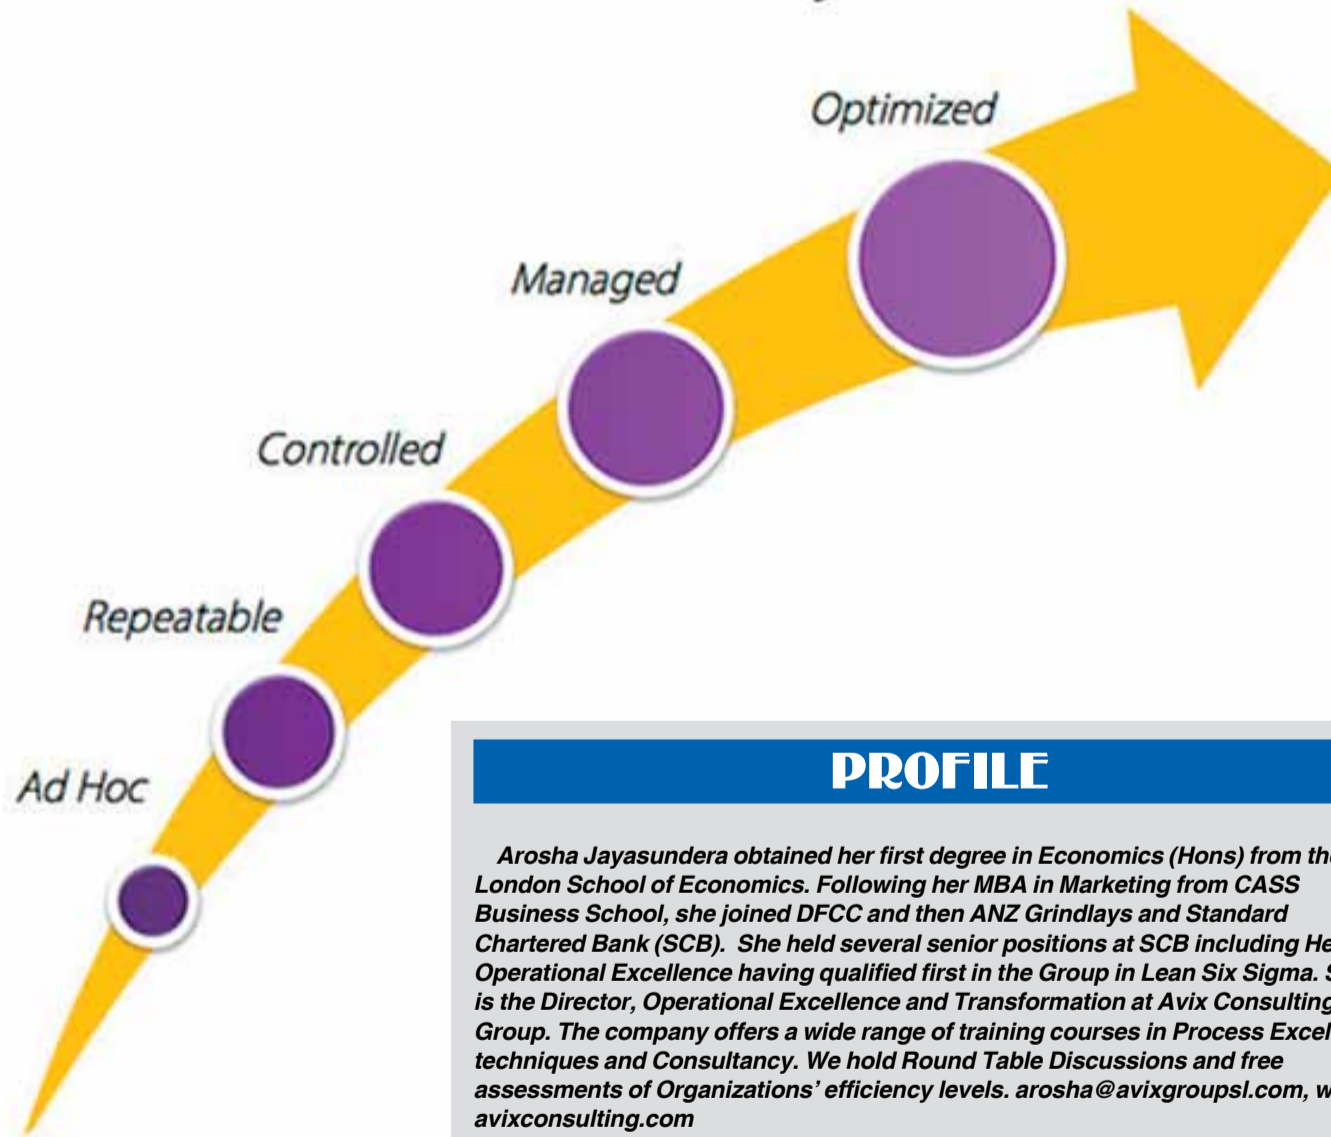 Optimized
Managed
Controlled
Repeatable
Ad Hoc
PROFILE
Arosha Jayasundera obtained her first degree in Economics (Hons) from the
London School of Economics. Following her MBA in Marketing from CASS
Business School, she joined DFCC and then ANZ Grindlays and Standard
Chartered Bank (SCB). She held several senior positions at SCB including
Operational Excellence having qualified first in the Group in Lean Six Sigma.
is the Director, Operational Excellence and Transformation at Avix Consulting
Group. The company offers a wide range of training courses in Process
techniques and Consultancy. We hold Round Table Discussions and free
assessments of Organizations' efficiency levels. arosha@avixgroupsl.com,
avixconsulting.com